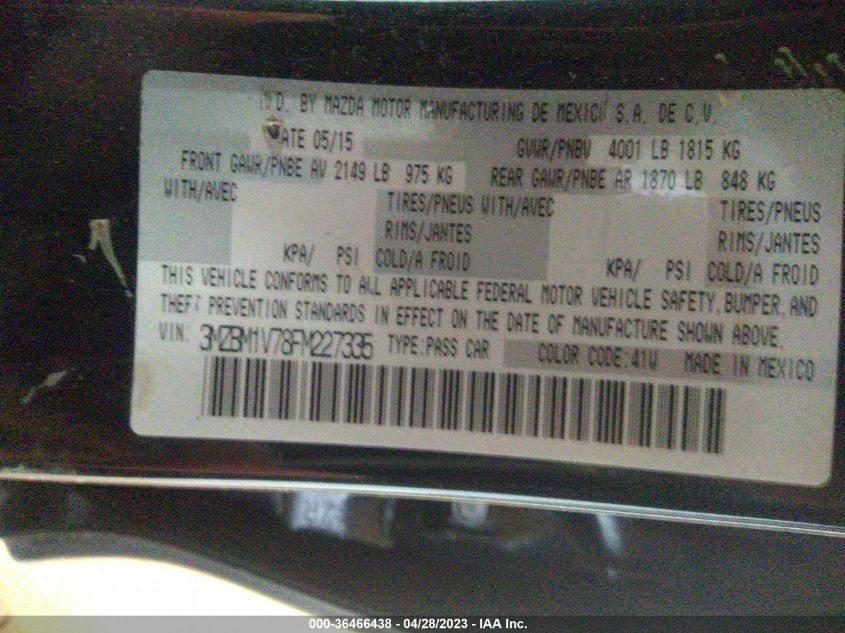 M'D. BY MAZDA MOTOR MANUFACTURING DE MEXICO S.A. DE C.V.
DATE 05/15 GVWR/PNBV 4001 LB 1815 KG
FRONT GAWR/PNBE AV 2149 LB 975 KG REAR GAWR/PNBE AR 1870 LB 848 KG
WITH/AVEC TIRES/PNEUS WITH/AVEC TIRES/PNEUS
RIMS/JANTES RIMS/JANTES
KPA/ PSI COLD/A FROID KPA/ PSI COLD/A FROID
THIS VEHICLE CONFORMS TO ALL APPLICABLE FEDERAL MOTOR VEHICLE SAFETY, BUMPER, AND
THEFT PREVENTION STANDARDS IN EFFECT ON THE DATE OF MANUFACTURE SHOWN ABOVE.
VIN: 3MZBM1V78FM227335 TYPE:PASS CAR COLOR CODE:41W MADE IN MEXICO
000-36466438 - 04/28/2023 - IAA Inc.